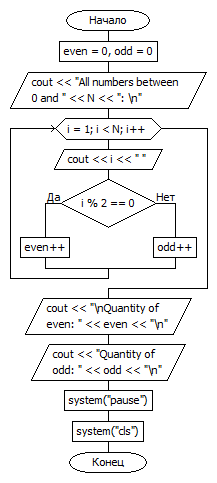 Начало
even = 0, odd = 0
cout << "All numbers between
0 and " << N << ": \n"
i = 1; i < N; i++
cout << i << " "
Да
Нет
i % 2 == 0
even++
odd++
cout << "\nQuantity of
even: " << even << "\n"
cout << "Quantity of
odd: " << odd << "\n"
system("pause")
system("cls")
Конец